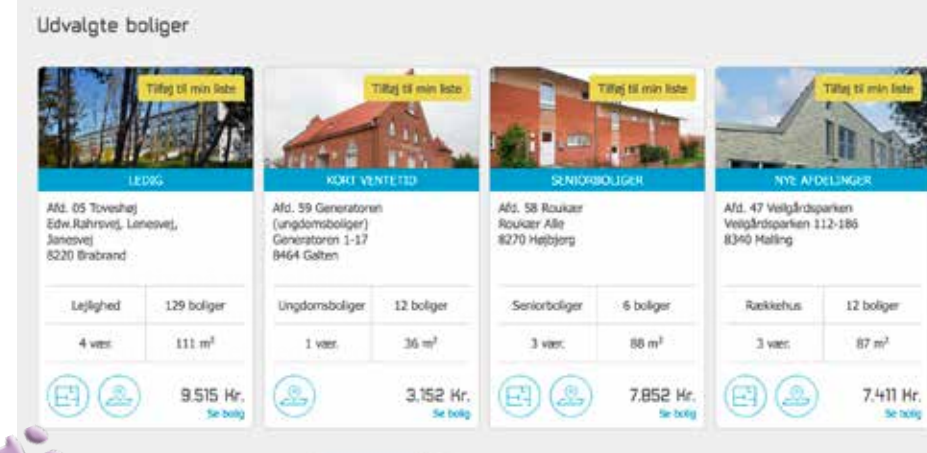 Udvalgte boliger
Tilføj til min liste
LEDIG
Afd. 05 Toveshøj
Edw.Rahrsvej, Lenesvej,
Janesvej
8220 Brabrand
Lejlighed 129 boliger
4 vær. 111 m²
9.515 Kr.
Se bolig
Tilføj til min liste
KORT VENTETID
Afd. 59 Generatoren
(ungdomsboliger)
Generatoren 1-17
8464 Galten
Ungdomsboliger 12 boliger
1 vær. 36 m²
3.152 Kr.
Se bolig
Tilføj til min liste
SENIORBOLIGER
Afd. 58 Roukær
Roukær Alle
8270 Højbjerg
Seniorboliger 6 boliger
3 vær. 88 m²
7.852 Kr.
Se bolig
Tilføj til min liste
NYE AFDELINGER
Afd. 47 Vejlgårdsparken
Vejlgårdsparken 112-186
8340 Malling
Rækkehus 12 boliger
3 vær. 87 m²
7.411 Kr.
Se bolig